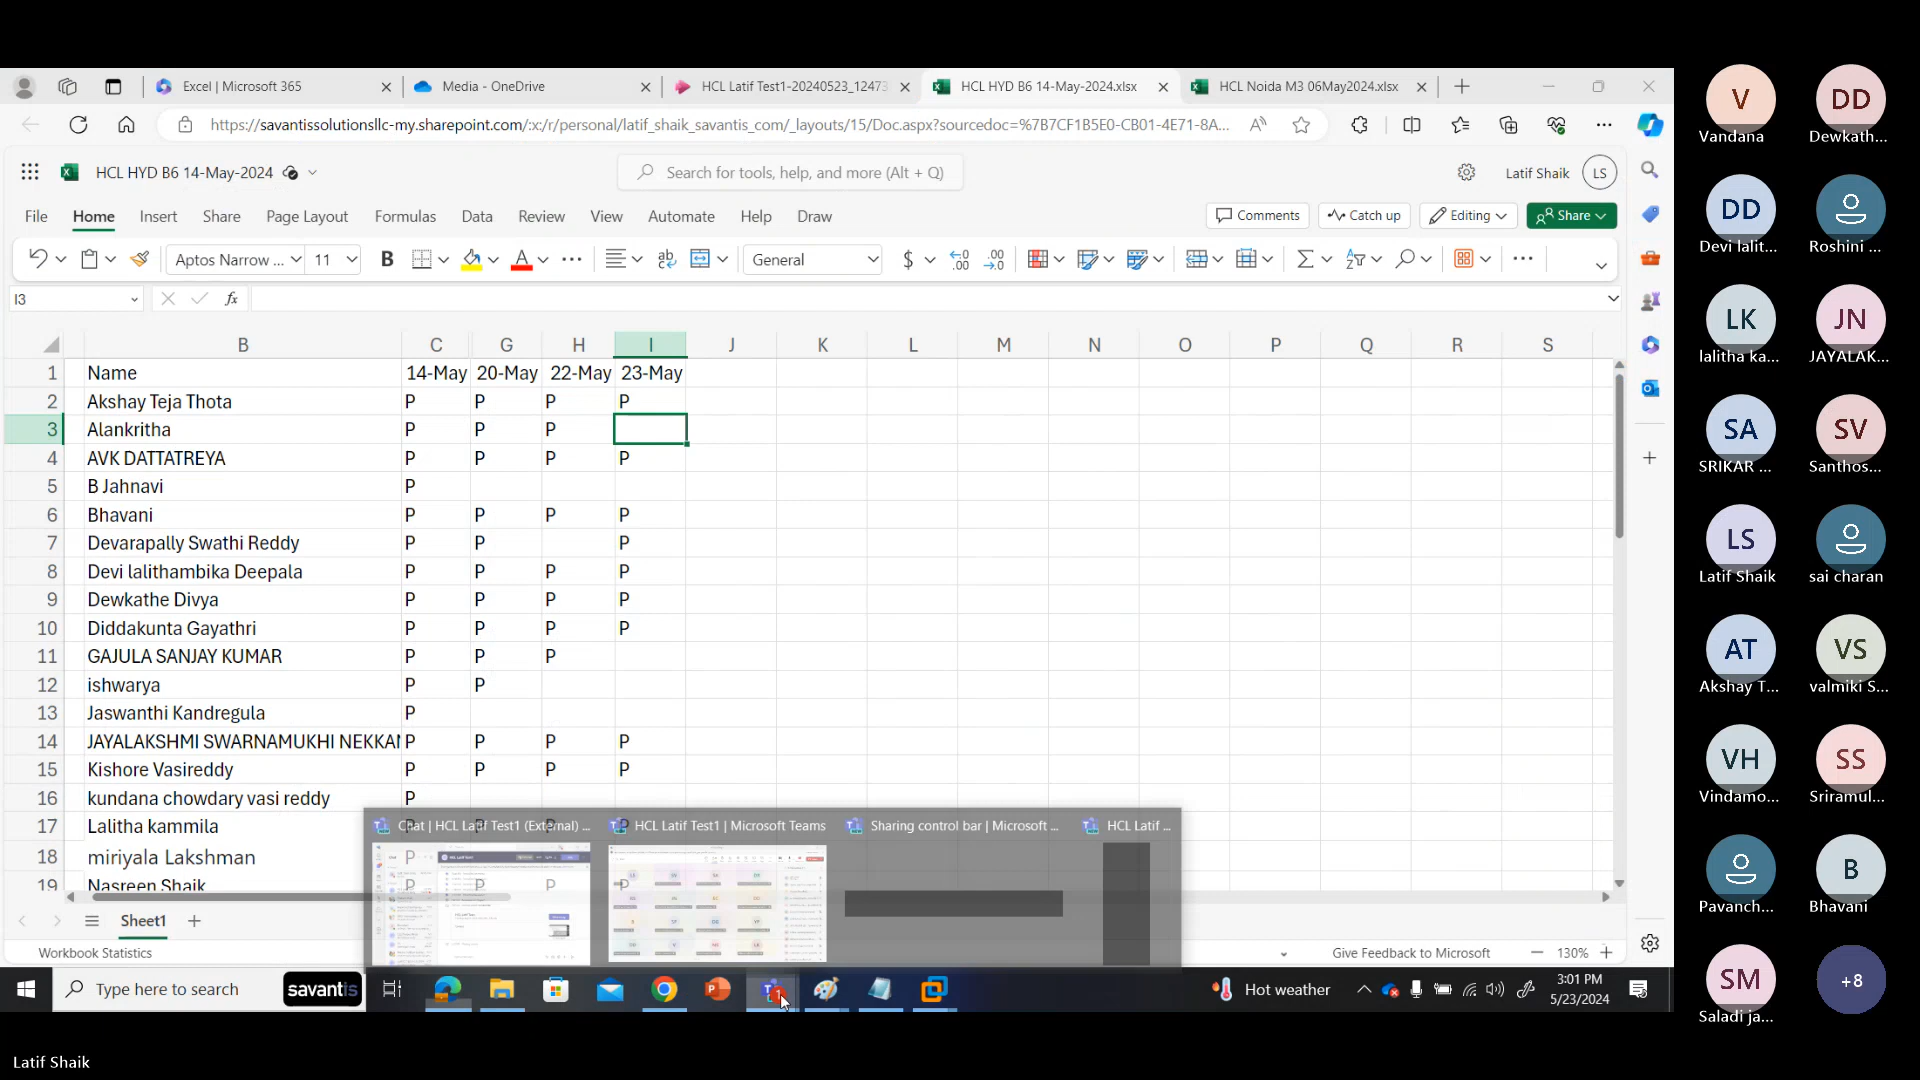 Excel | Microsoft 365
Media - OneDrive
HCL Latif Test1-20240523_12473
HCL HYD B6 14-May-2024.xlsx
HCL Noida M3 06May2024.xlsx
https://savantissolutionsllc-my.sharepoint.com/:x:/r/personal/latif_shaik_savantis_com/_layouts/15/Doc.aspx?sourcedoc=%7B7CF1B5E0-CB01-4E71-8A...
HCL HYD B6 14-May-2024
Search for tools, help, and more (Alt + Q)
Latif Shaik LS
File Home Insert Share Page Layout Formulas Data Review View Automate Help Draw
Comments Catch up Editing Share
Aptos Narrow ... 11 B A General $
I3 fx
B C G H I J K L M N O P Q R S
1 Name 14-May 20-May 22-May 23-May
2 Akshay Teja Thota P P P P
3 Alankritha P P P
4 AVK DATTATREYA P P P P
5 B Jahnavi P
6 Bhavani P P P P
7 Devarapally Swathi Reddy P P P
8 Devi lalithambika Deepala P P P P
9 Dewkathe Divya P P P P
10 Diddakunta Gayathri P P P P
11 GAJULA SANJAY KUMAR P P P
12 ishwarya P P
13 Jaswanthi Kandregula P
14 JAYALAKSHMI SWARNAMUKHI NEKKAN P P P P
15 Kishore Vasireddy P P P P
16 kundana chowdary vasi reddy P
17 Lalitha kammila P P P
18 miriyala Lakshman P
19 Nasreen Shaik P P P P
Chat | HCL Latif Test1 (External) ...
HCL Latif Test1 | Microsoft Teams
Sharing control bar | Microsoft ...
HCL Latif ...
Sheet1
Workbook Statistics
Give Feedback to Microsoft
130%
Type here to search
savantis
Hot weather
3:01 PM
5/23/2024
Latif Shaik
V DD
Vandana Dewkath...
DD
Devi lalit... Roshini ...
LK JN
lalitha ka... JAYALAK...
SA SV
SRIKAR ... Santhos...
LS
Latif Shaik sai charan
AT VS
Akshay T... valmiki S...
VH SS
Vindamo... Sriramul...
B
Pavanch... Bhavani
SM +8
Saladi ja...